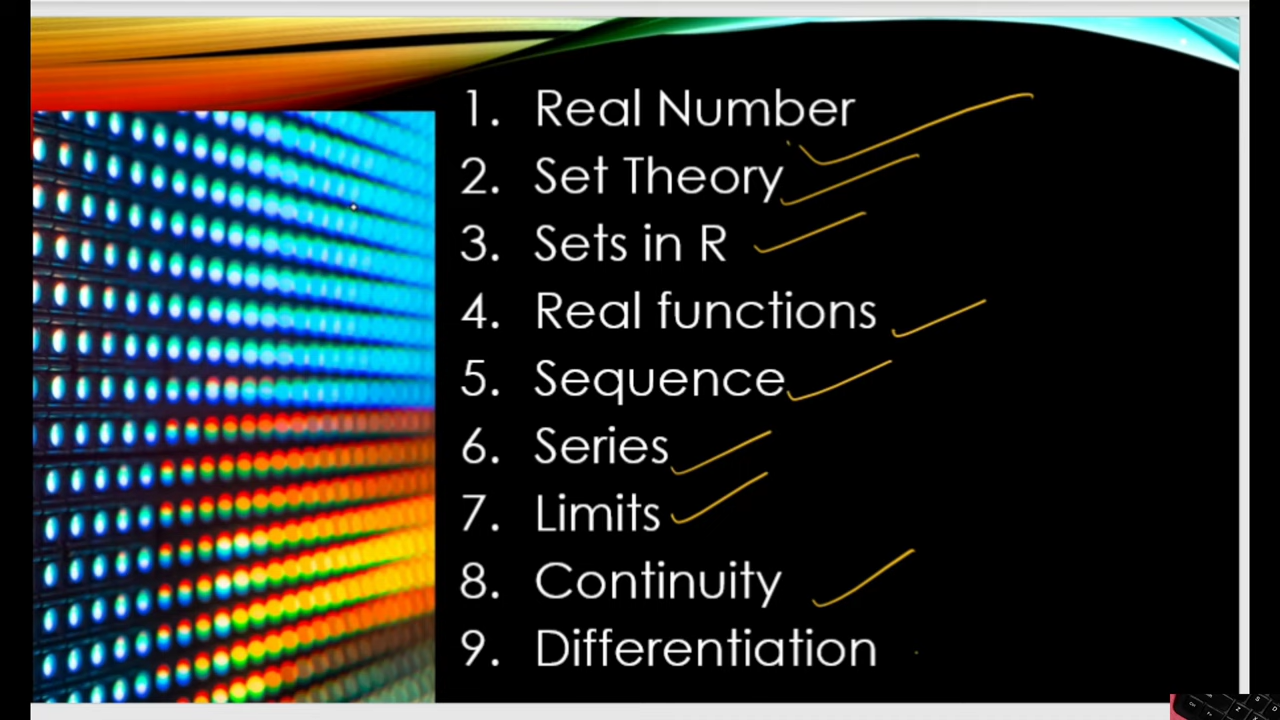 1. Real Number
2. Set Theory
3. Sets in R
4. Real functions
5. Sequence
6. Series
7. Limits
8. Continuity
9. Differentiation